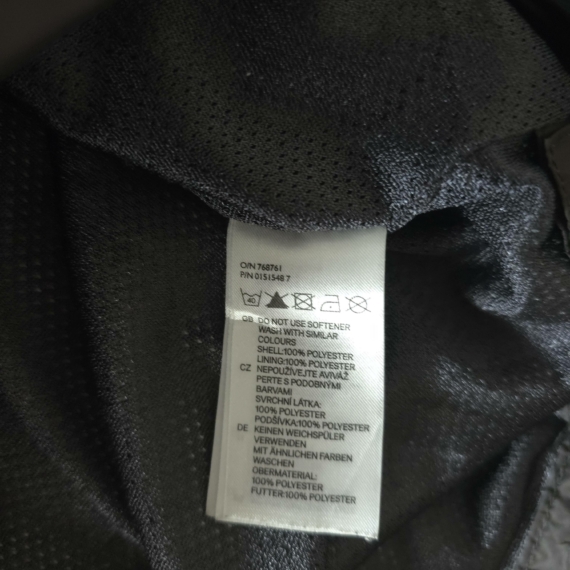 O/N 768761
P/N 0151548 7
40
GB DO NOT USE SOFTENER
WASH WITH SIMILAR
COLOURS
SHELL:100% POLYESTER
LINING:100% POLYESTER
CZ NEPOUŽÍVEJTE AVIVÁŽ
PERTE S PODOBNÝMI
BARVAMI
SVRCHNÍ LÁTKA:
100% POLYESTER
PODŠÍVKA:100% POLYESTER
DE KEINEN WEICHSPÜLER
VERWENDEN
MIT ÄHNLICHEN FARBEN
WASCHEN
OBERMATERIAL:
100% POLYESTER
FUTTER:100% POLYESTER